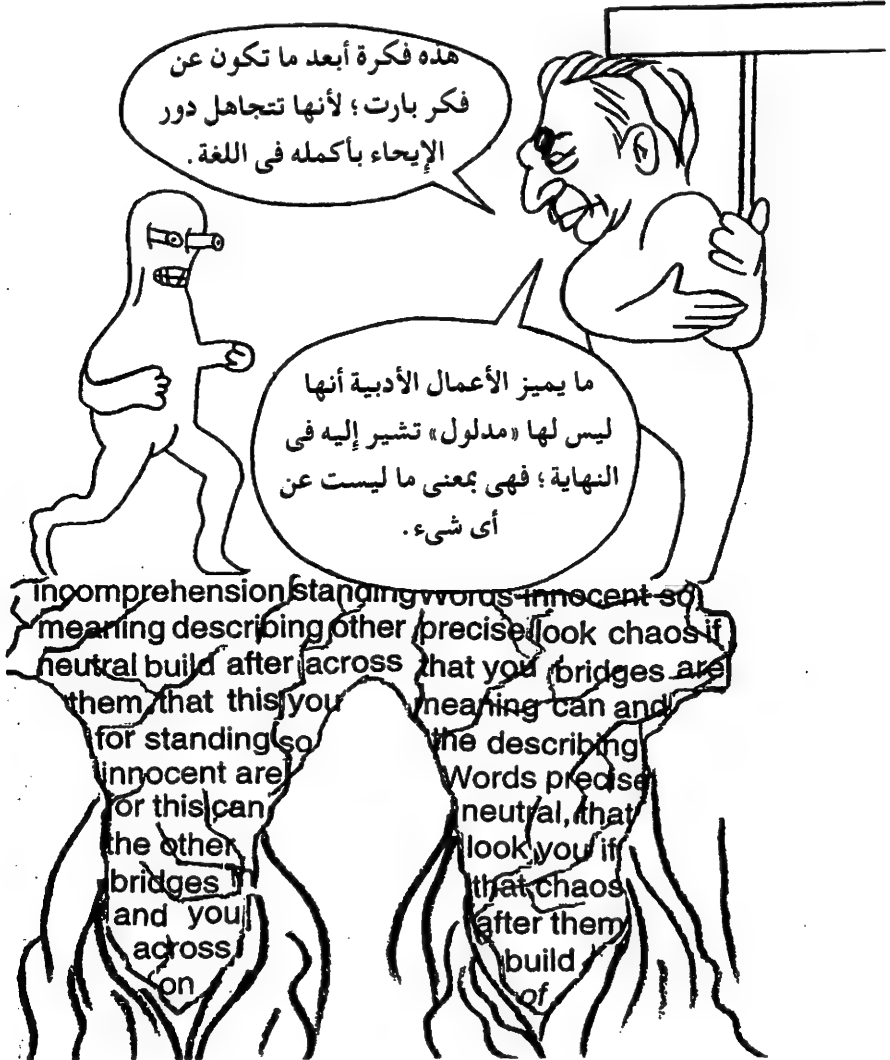 هذه فكرة أبعد ما تكون عن
فكر بارت ؛ لأنها تتجاهل دور
الإيحاء بأكمله فى اللغة .
ما يميز الأعمال الأدبية أنها
ليس لها «مدلول» تشير إليه فى
النهاية ؛ فهى بمعنى ما ليست عن
أى شىء .
incomprehension standing Words innocent so
meaning describing other precise look chaos if
neutral build after across that you bridges are
them that this you meaning can and
for standing so the describing
innocent are Words precise
or this can neutral, that
the other look you if
bridges that chaos
and you after them
across build
on of